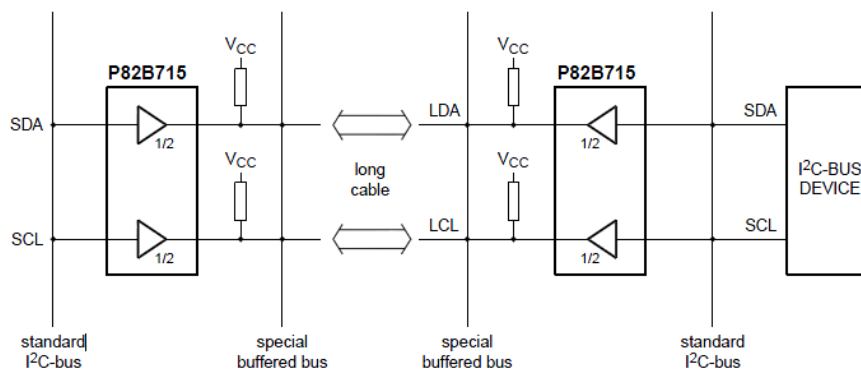 VCC
VCC
P82B715
P82B715
SDA
LDA
SDA
1/2
1/2
VCC
VCC
long
cable
I²C-BUS
DEVICE
SCL
LCL
SCL
1/2
1/2
standard
I²C-bus
special
buffered bus
special
buffered bus
standard
I²C-bus